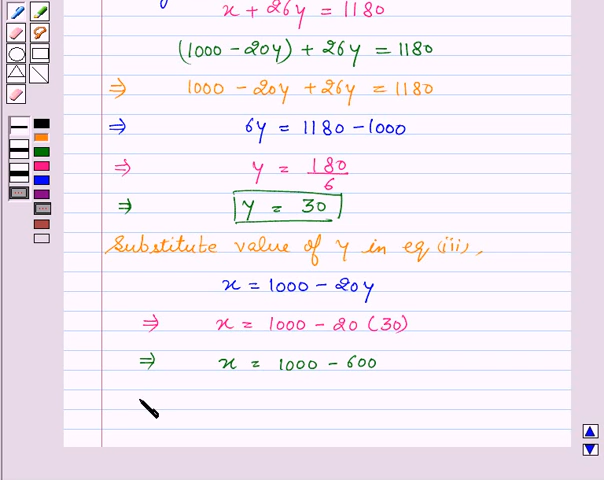 x + 26y = 1180
(1000 - 20y) + 26y = 1180
⇒ 1000 - 20y + 26y = 1180
⇒ 6y = 1180 - 1000
⇒ y = 180/6
⇒ y = 30
Substitute value of y in eq (iii),
x = 1000 - 20y
⇒ x = 1000 - 20 (30)
⇒ x = 1000 - 600